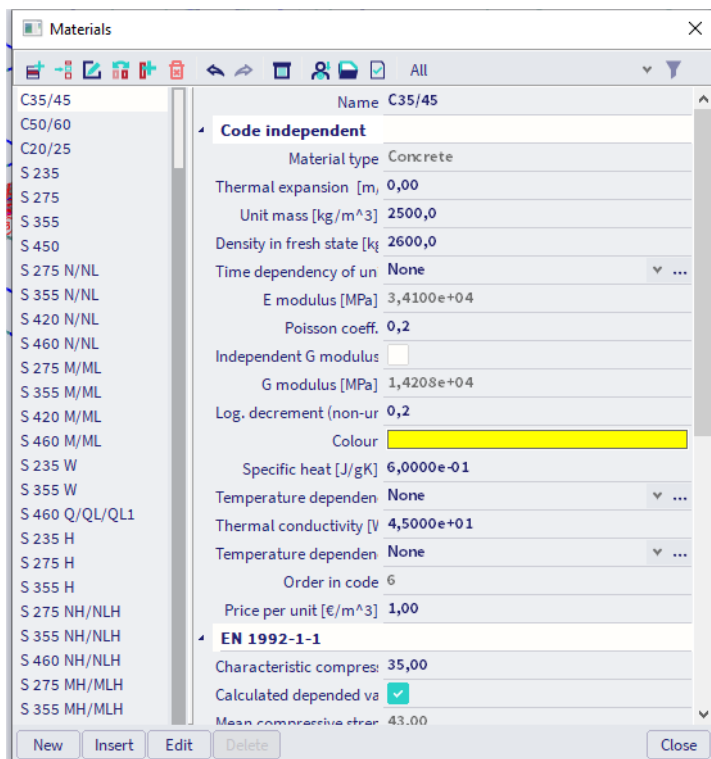 Materials
All
C35/45
C50/60
C20/25
S 235
S 275
S 355
S 450
S 275 N/NL
S 355 N/NL
S 420 N/NL
S 460 N/NL
S 275 M/ML
S 355 M/ML
S 420 M/ML
S 460 M/ML
S 235 W
S 355 W
S 460 Q/QL/QL1
S 235 H
S 275 H
S 355 H
S 275 NH/NLH
S 355 NH/NLH
S 460 NH/NLH
S 275 MH/MLH
S 355 MH/MLH
Name C35/45
Code independent
Material type Concrete
Thermal expansion [m/ 0,00
Unit mass [kg/m^3] 2500,0
Density in fresh state [kg 2600,0
Time dependency of un None ...
E modulus [MPa] 3,4100e+04
Poisson coeff. 0,2
Independent G modulus
G modulus [MPa] 1,4208e+04
Log. decrement (non-ur 0,2
Colour
Specific heat [J/gK] 6,0000e-01
Temperature dependen None ...
Thermal conductivity [W 4,5000e+01
Temperature dependen None ...
Order in code 6
Price per unit [€/m^3] 1,00
EN 1992-1-1
Characteristic compres: 35,00
Calculated depended va
Mean compressive strer 43,00
New Insert Edit Delete Close